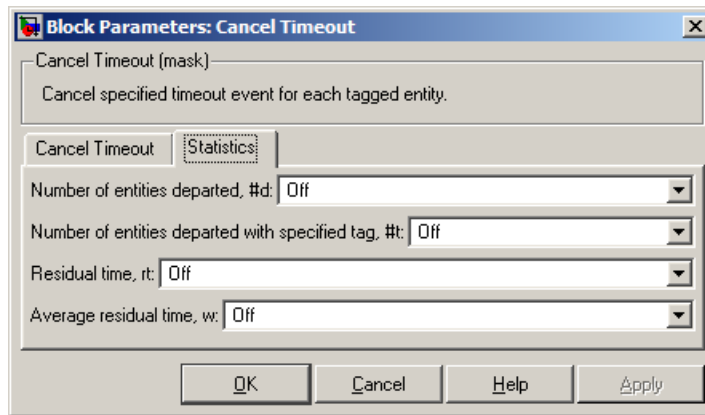 Block Parameters: Cancel Timeout
Cancel Timeout (mask)
Cancel specified timeout event for each tagged entity.
Cancel Timeout Statistics
Number of entities departed, #d: Off
Number of entities departed with specified tag, #t: Off
Residual time, rt: Off
Average residual time, w: Off
OK Cancel Help Apply